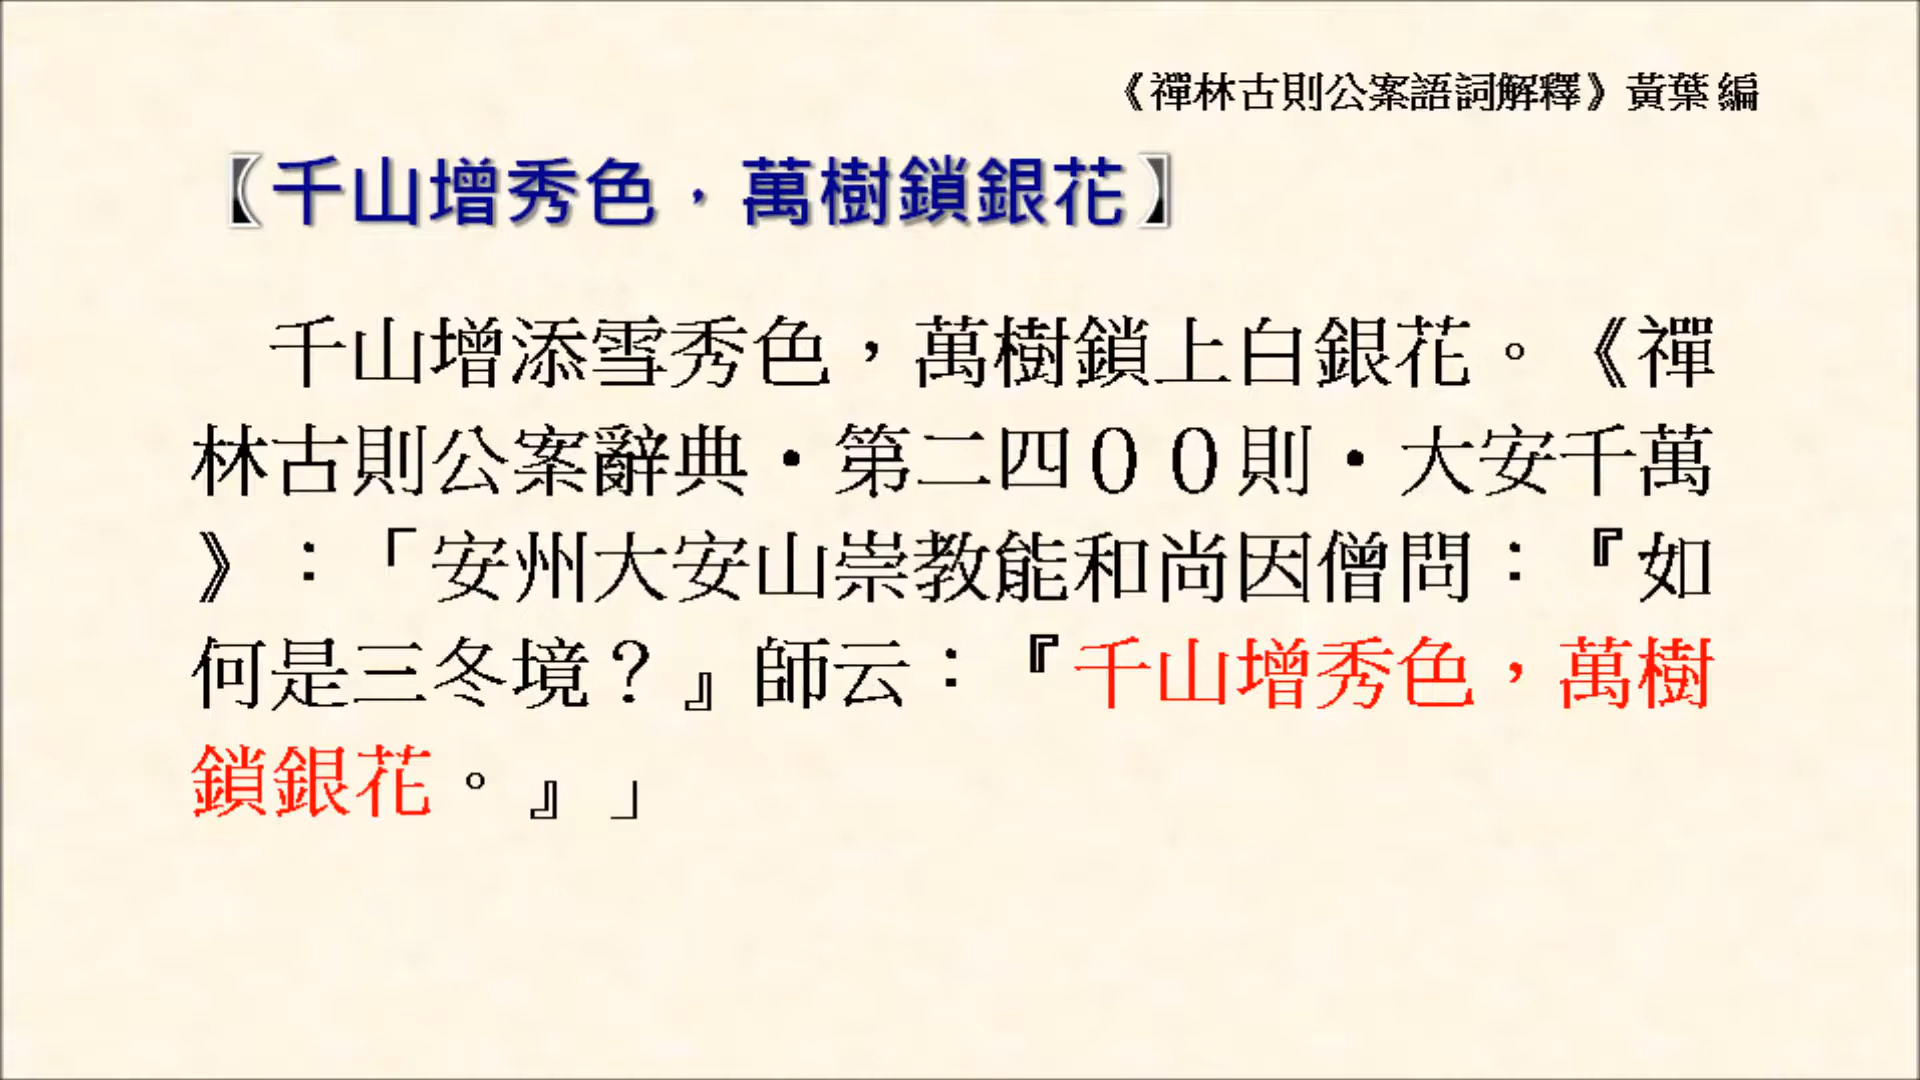 《禪林古則公案語詞解釋》黃葉編
〖千山增秀色，萬樹鎖銀花〗
千山增添雪秀色，萬樹鎖上白銀花。《禪
林古則公案辭典·第二四００則·大安千萬
》：「安州大安山崇教能和尚因僧問：『如
何是三冬境？』師云：『千山增秀色，萬樹
鎖銀花。』」